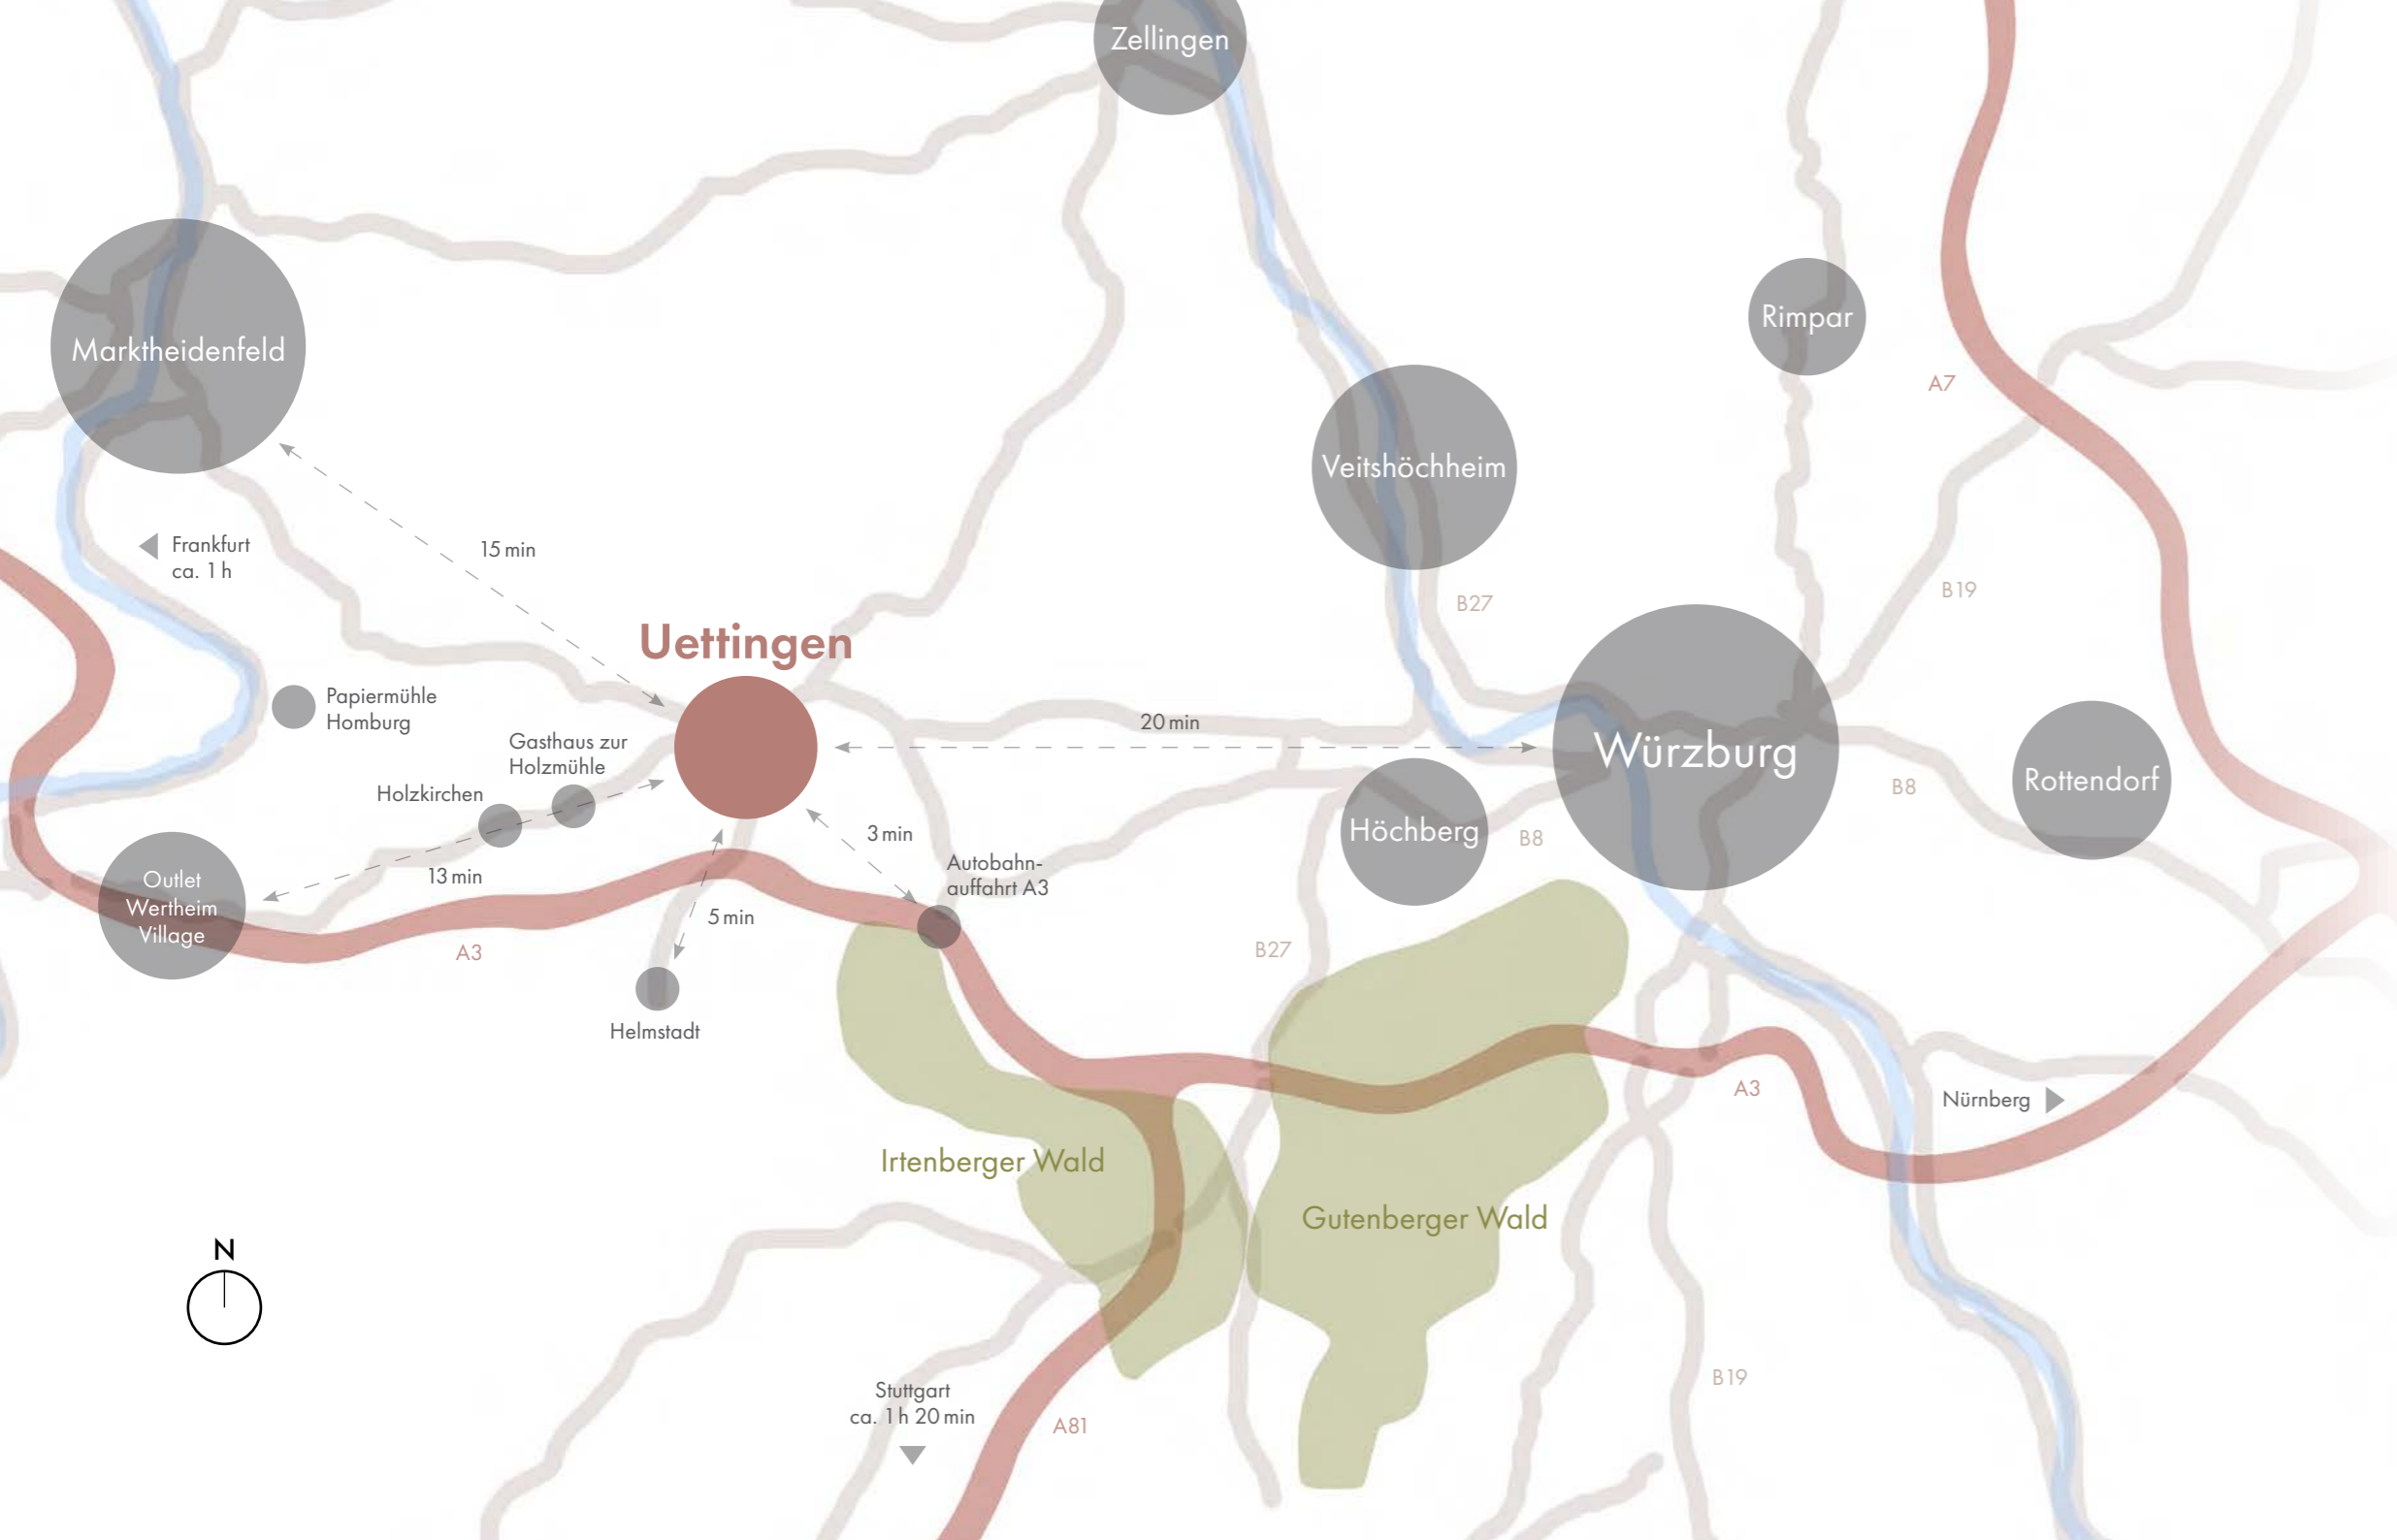 Zellingen
Rimpar
Marktheidenfeld
A7
Veitshöchheim
Frankfurt
ca. 1 h
15 min
B27
B19
Uettingen
Papiermühle
Homburg
20 min
Gasthaus zur
Holzmühle
Würzburg
Rottendorf
B8
Holzkirchen
Höchberg
B8
3 min
Autobahn-
auffahrt A3
13 min
Outlet
Wertheim
Village
5 min
A3
B27
Helmstadt
A3
Nürnberg
Irtenberger Wald
Gutenberger Wald
N
B19
Stuttgart
ca. 1 h 20 min
A81